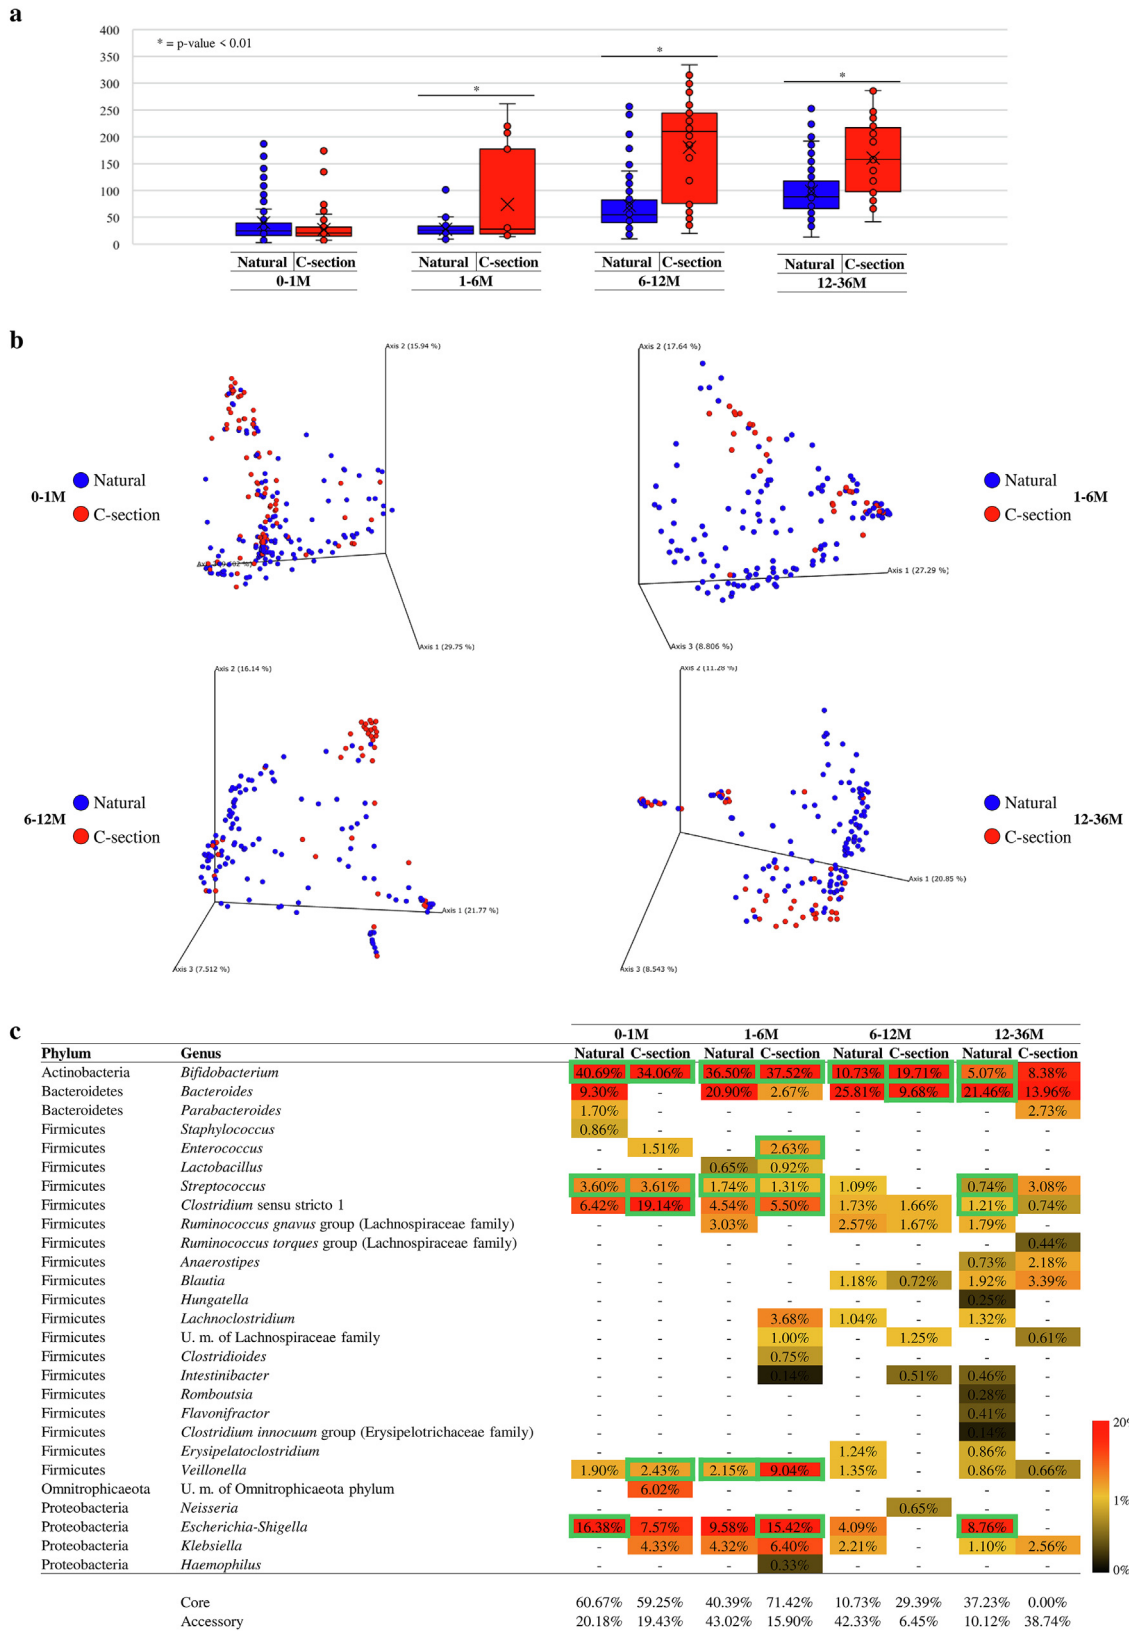 a
400
350
300
250
200
150
100
50
0
* = p-value < 0.01
*
*
*
Natural C-section Natural C-section Natural C-section Natural C-section
0-1M 1-6M 6-12M 12-36M
b
Axis 2 (15.94 %)
0-1M
Natural
C-section
Axis 1 (29.75 %)
Axis 2 (17.64 %)
Natural
C-section
1-6M
Axis 1 (27.29 %)
Axis 3 (8.806 %)
Axis 2 (16.14 %)
6-12M
Natural
C-section
Axis 1 (21.77 %)
Axis 3 (7.512 %)
Axis 2 (11.28 %)
Natural
C-section
12-36M
Axis 1 (20.85 %)
Axis 3 (8.543 %)
c
0-1M 1-6M 6-12M 12-36M
Phylum Genus Natural C-section Natural C-section Natural C-section Natural C-section
Actinobacteria Bifidobacterium 40.69% 34.06% 36.50% 37.52% 10.73% 19.71% 5.07% 8.38%
Bacteroidetes Bacteroides 9.30% - 20.90% 2.67% 25.81% 9.68% 21.46% 13.96%
Bacteroidetes Parabacteroides 1.70% - - - - - - 2.73%
Firmicutes Staphylococcus 0.86% - - - - - - -
Firmicutes Enterococcus - 1.51% - 2.63% - - - -
Firmicutes Lactobacillus - - 0.65% 0.92% - - - -
Firmicutes Streptococcus 3.60% 3.61% 1.74% 1.31% 1.09% - 0.74% 3.08%
Firmicutes Clostridium sensu stricto 1 6.42% 19.14% 4.54% 5.50% 1.73% 1.66% 1.21% 0.74%
Firmicutes Ruminococcus gnavus group (Lachnospiraceae family) - - 3.03% - 2.57% 1.67% 1.79% -
Firmicutes Ruminococcus torques group (Lachnospiraceae family) - - - - - - - 0.44%
Firmicutes Anaerostipes - - - - - - 0.73% 2.18%
Firmicutes Blautia - - - - 1.18% 0.72% 1.92% 3.39%
Firmicutes Hungatella - - - - - - 0.25% -
Firmicutes Lachnoclostridium - - - 3.68% 1.04% - 1.32% -
Firmicutes U. m. of Lachnospiraceae family - - - 1.00% - 1.25% - 0.61%
Firmicutes Clostridioides - - - 0.75% - - - -
Firmicutes Intestinibacter - - - 0.14% - 0.51% 0.46% -
Firmicutes Romboutsia - - - - - - 0.28% -
Firmicutes Flavonifractor - - - - - - 0.41% -
Firmicutes Clostridium innocuum group (Erysipelotrichaceae family) - - - - - - 0.14% -
Firmicutes Erysipelatoclostridium - - - - 1.24% - 0.86% -
Firmicutes Veillonella 1.90% 2.43% 2.15% 9.04% 1.35% - 0.86% 0.66%
Omnitrophicaeota U. m. of Omnitrophicaeota phylum - 6.02% - - - - - -
Proteobacteria Neisseria - - - - - 0.65% - -
Proteobacteria Escherichia-Shigella 16.38% 7.57% 9.58% 15.42% 4.09% - 8.76% -
Proteobacteria Klebsiella - 4.33% 4.32% 6.40% 2.21% - 1.10% 2.56%
Proteobacteria Haemophilus - - - 0.33% - - - -
Core 60.67% 59.25% 40.39% 71.42% 10.73% 29.39% 37.23% 0.00%
Accessory 20.18% 19.43% 43.02% 15.90% 42.33% 6.45% 10.12% 38.74%
20%
1%
0%